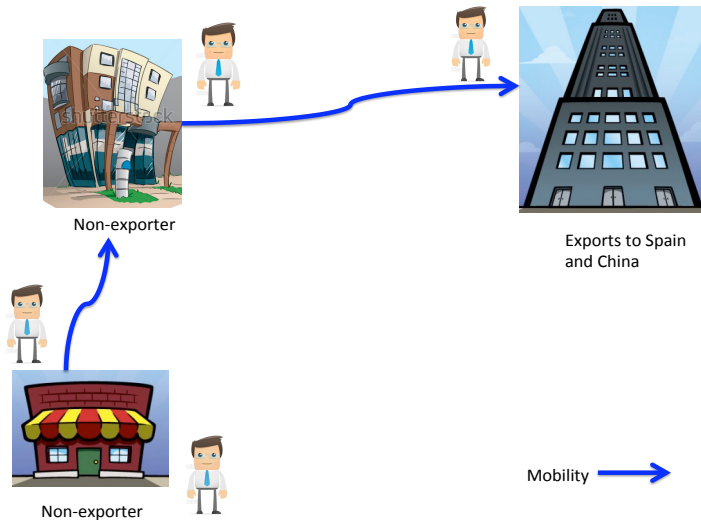 shutterstock
Non-exporter
Exports to Spain
and China
Non-exporter
Mobility